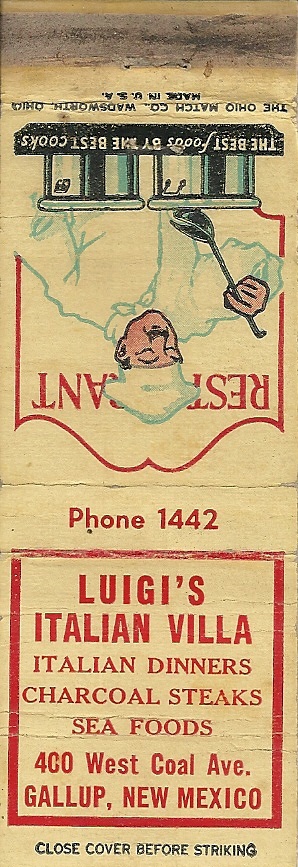 THE OHIO MATCH CO., WADSWORTH, OHIO
MADE IN U.S.A.
THE BEST foods BY THE BEST COOKS
REST RANT
Phone 1442
LUIGI'S
ITALIAN VILLA
ITALIAN DINNERS
CHARCOAL STEAKS
SEA FOODS
400 West Coal Ave.
GALLUP, NEW MEXICO
CLOSE COVER BEFORE STRIKING